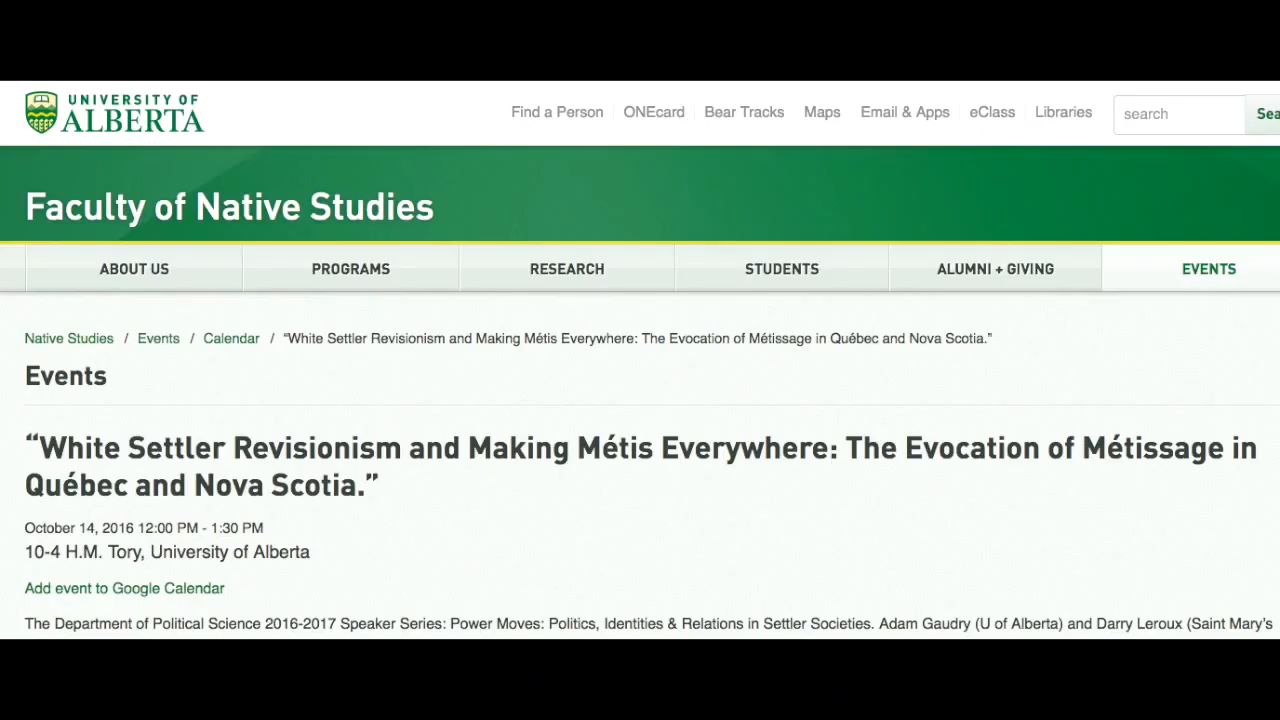 UNIVERSITY OF
ALBERTA
Find a Person ONEcard Bear Tracks Maps Email & Apps eClass Libraries search Sea
Faculty of Native Studies
ABOUT US PROGRAMS RESEARCH STUDENTS ALUMNI + GIVING EVENTS
Native Studies / Events / Calendar / “White Settler Revisionism and Making Métis Everywhere: The Evocation of Métissage in Québec and Nova Scotia.”
Events
“White Settler Revisionism and Making Métis Everywhere: The Evocation of Métissage in
Québec and Nova Scotia.”
October 14, 2016 12:00 PM - 1:30 PM
10-4 H.M. Tory, University of Alberta
Add event to Google Calendar
The Department of Political Science 2016-2017 Speaker Series: Power Moves: Politics, Identities & Relations in Settler Societies. Adam Gaudry (U of Alberta) and Darry Leroux (Saint Mary’s